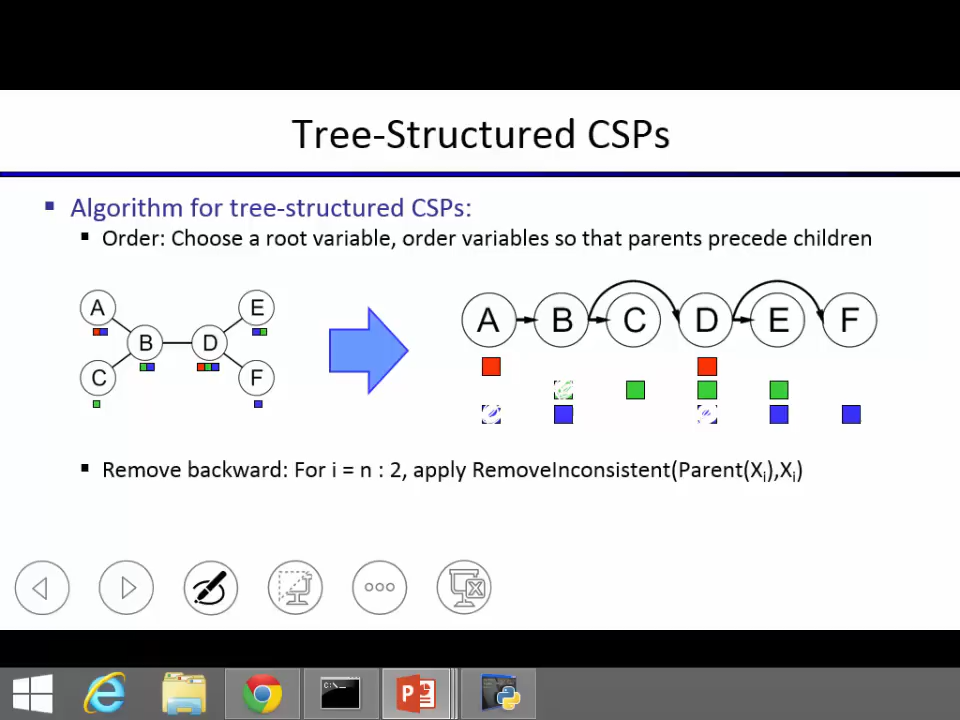 Tree-Structured CSPs
▪ Algorithm for tree-structured CSPs:
▪ Order: Choose a root variable, order variables so that parents precede children
A
E
B
D
C
F
A B C D E F
▪ Remove backward: For i = n : 2, apply RemoveInconsistent(Parent(Xᵢ),Xᵢ)
C:\_